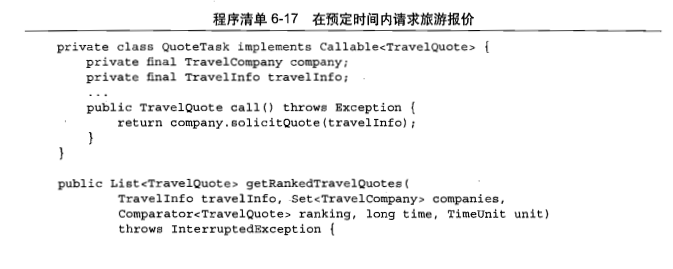 程序清单 6-17 在预定时间内请求旅游报价
private class QuoteTask implements Callable<TravelQuote> {
    private final TravelCompany company;
    private final TravelInfo travelInfo;
    ...
    public TravelQuote call() throws Exception {
        return company.solicitQuote(travelInfo);
    }
}
public List<TravelQuote> getRankedTravelQuotes(
        TravelInfo travelInfo, Set<TravelCompany> companies,
        Comparator<TravelQuote> ranking, long time, TimeUnit unit)
        throws InterruptedException {